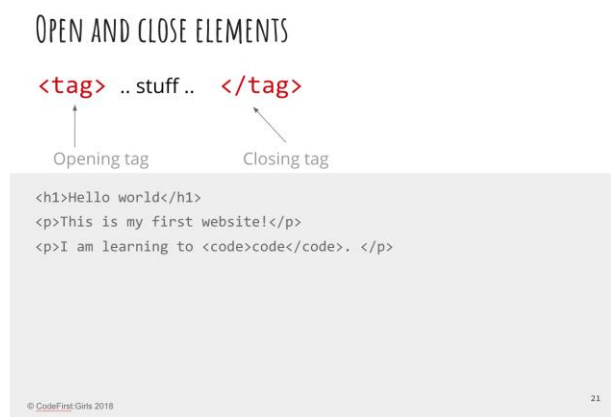 OPEN AND CLOSE ELEMENTS
<tag> .. stuff .. </tag>
Opening tag Closing tag
<h1>Hello world</h1>
<p>This is my first website!</p>
<p>I am learning to <code>code</code>. </p>
© CodeFirst:Girls 2018
21